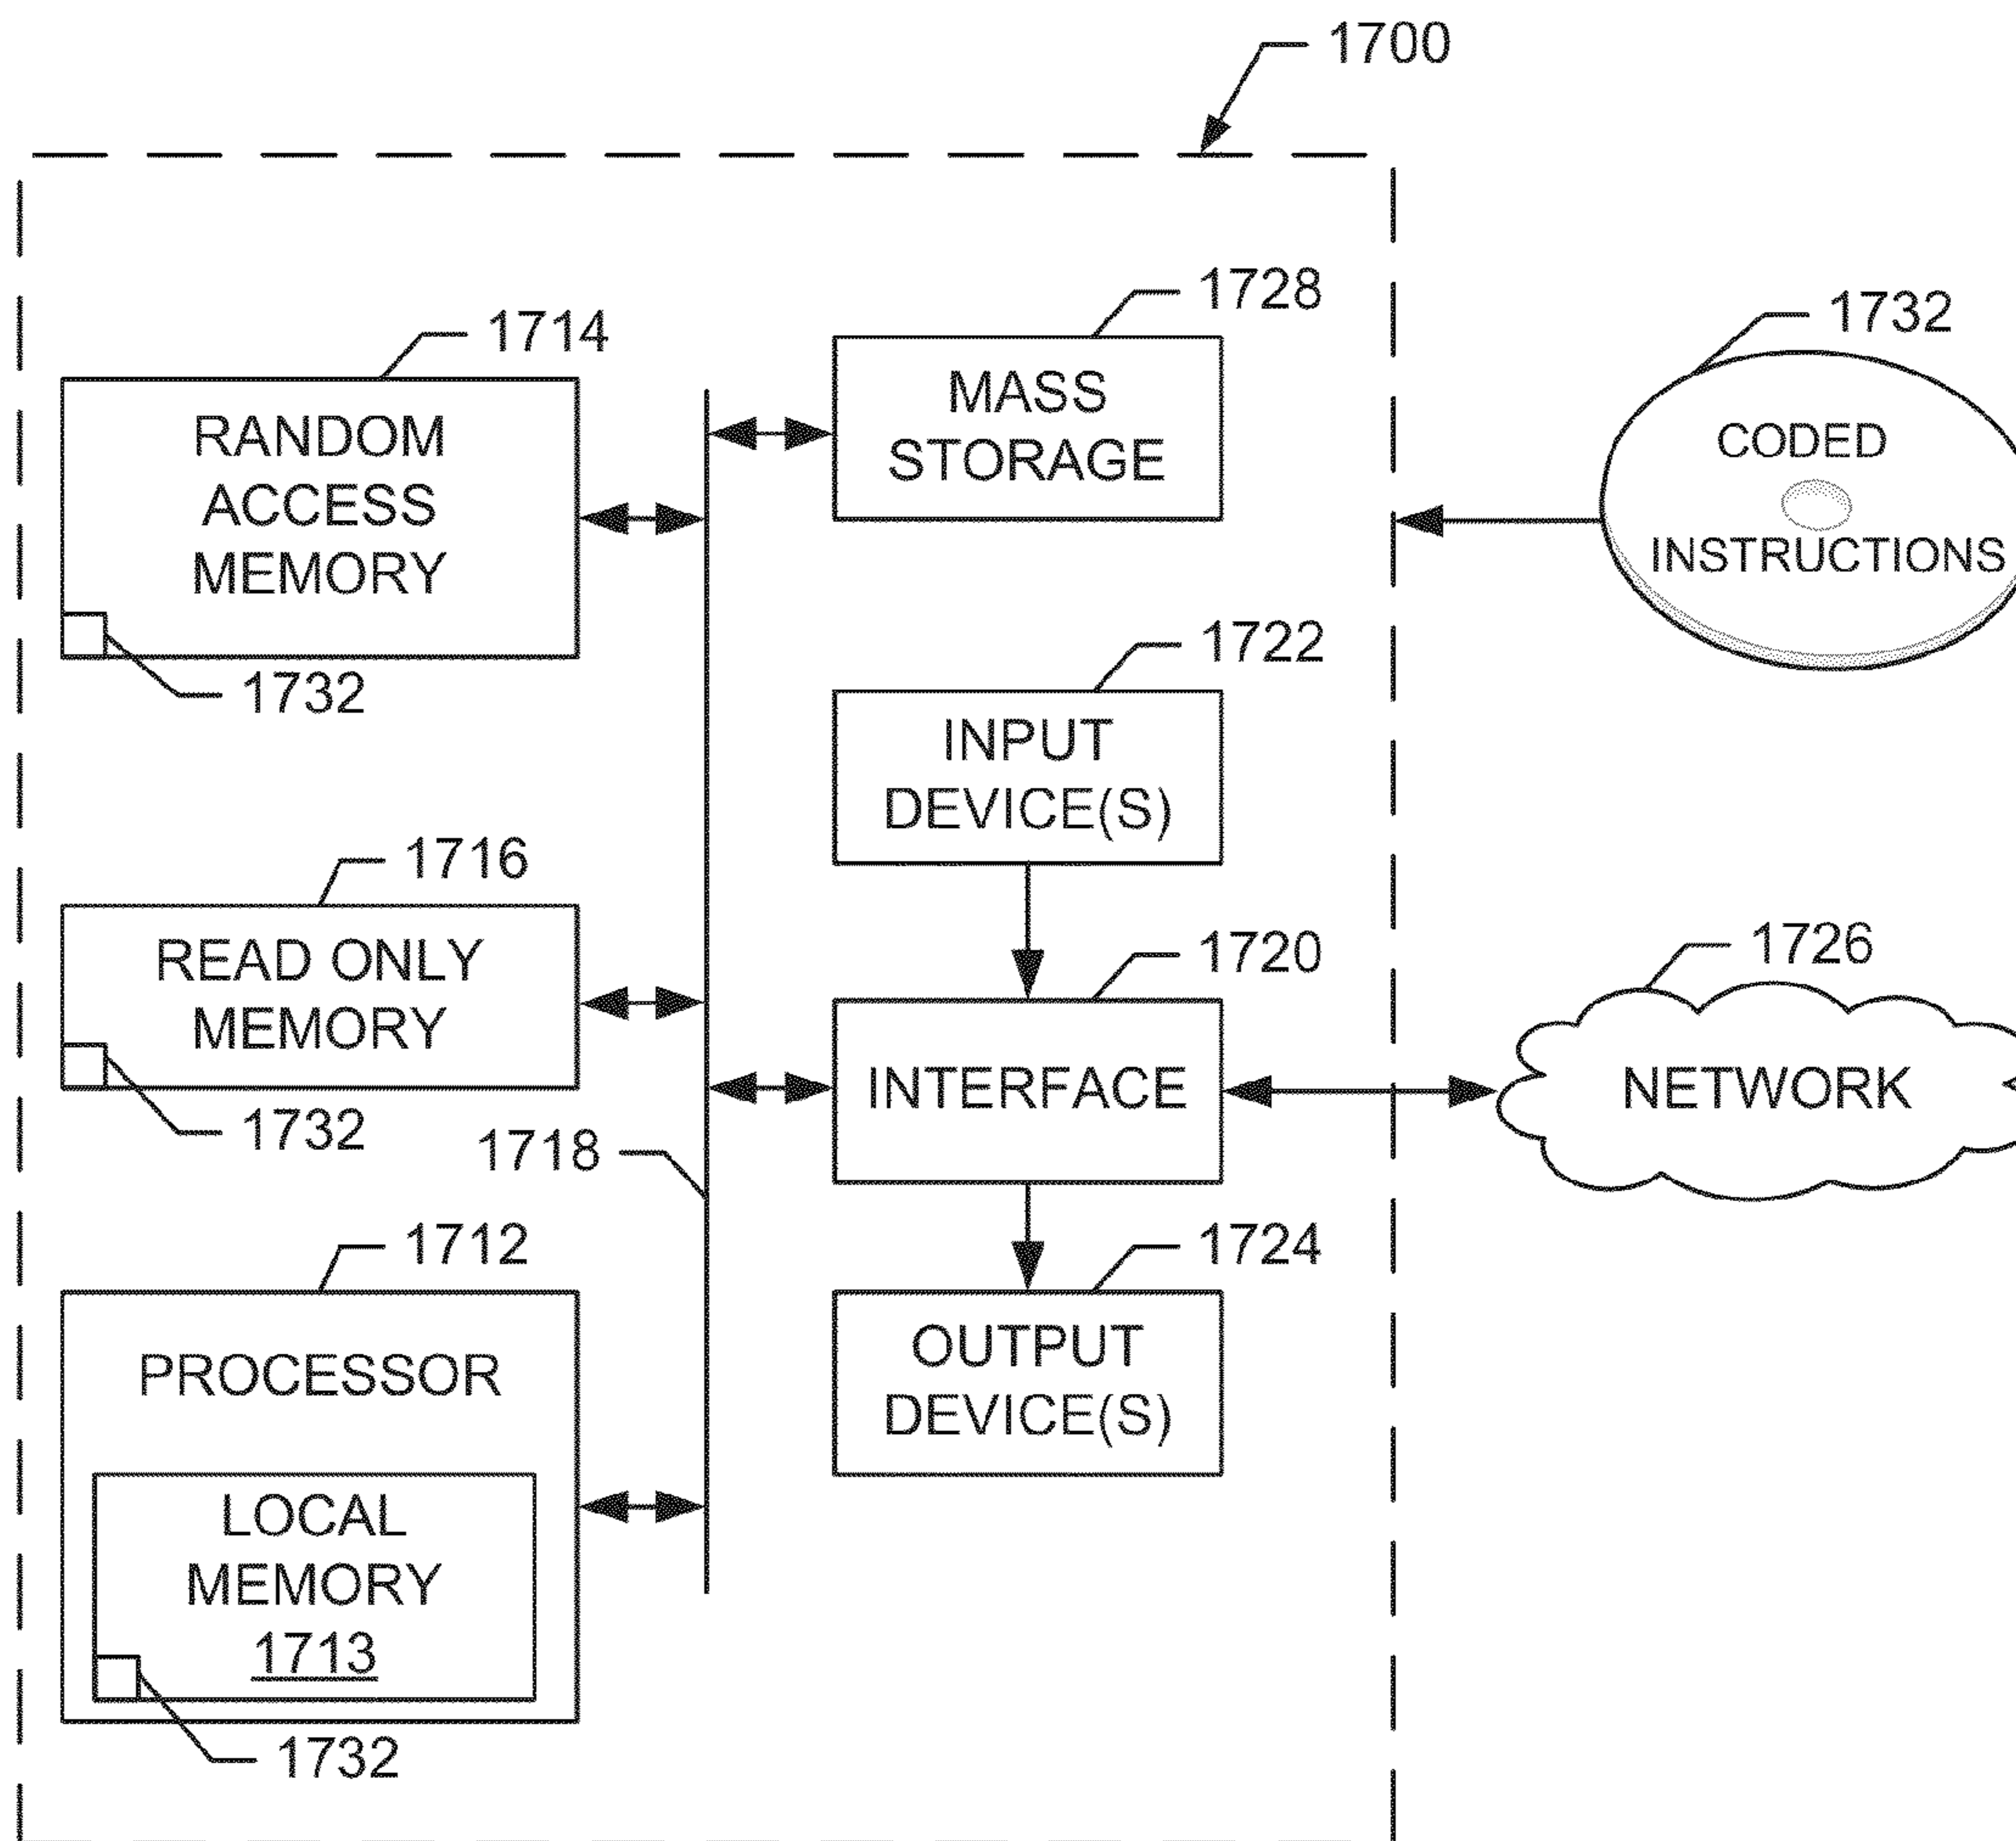 1700
1714
RANDOM
ACCESS
MEMORY
1732
1728
MASS
STORAGE
1732
CODED
INSTRUCTIONS
1722
INPUT
DEVICE(S)
1716
READ ONLY
MEMORY
1732
1718
1720
INTERFACE
1726
NETWORK
1712
PROCESSOR
LOCAL
MEMORY
1713
1732
1724
OUTPUT
DEVICE(S)